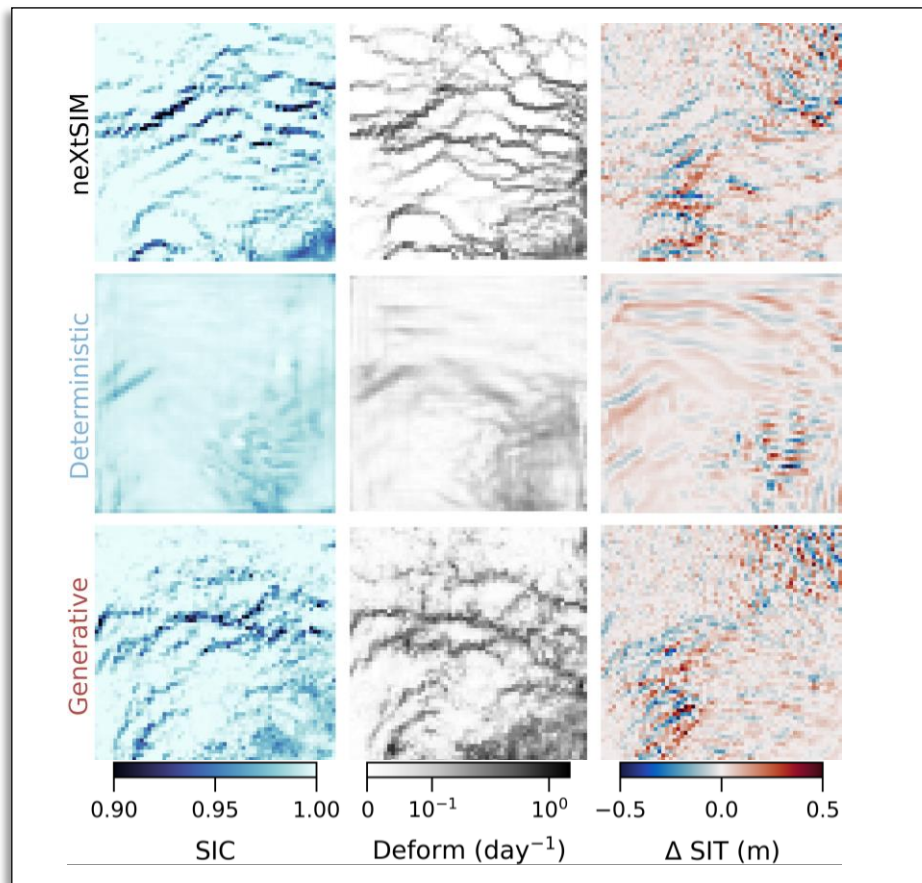 neXtSIM
Deterministic
Generative
0.90 0.95 1.00
SIC
0 10⁻¹ 10⁰
Deform (day⁻¹)
−0.5 0.0 0.5
Δ SIT (m)